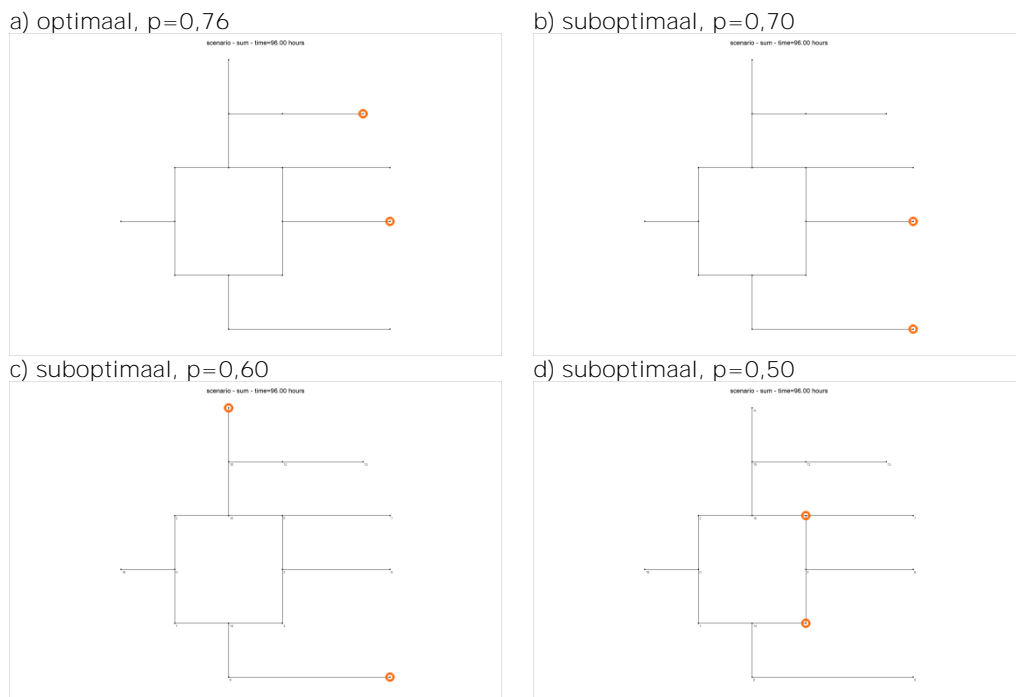 a) optimaal, p=0,76
b) suboptimaal, p=0,70
scenario - sum - time=96.00 hours
scenario - sum - time=96.00 hours
c) suboptimaal, p=0,60
d) suboptimaal, p=0,50
scenario - sum - time=96.00 hours
scenario - sum - time=96.00 hours